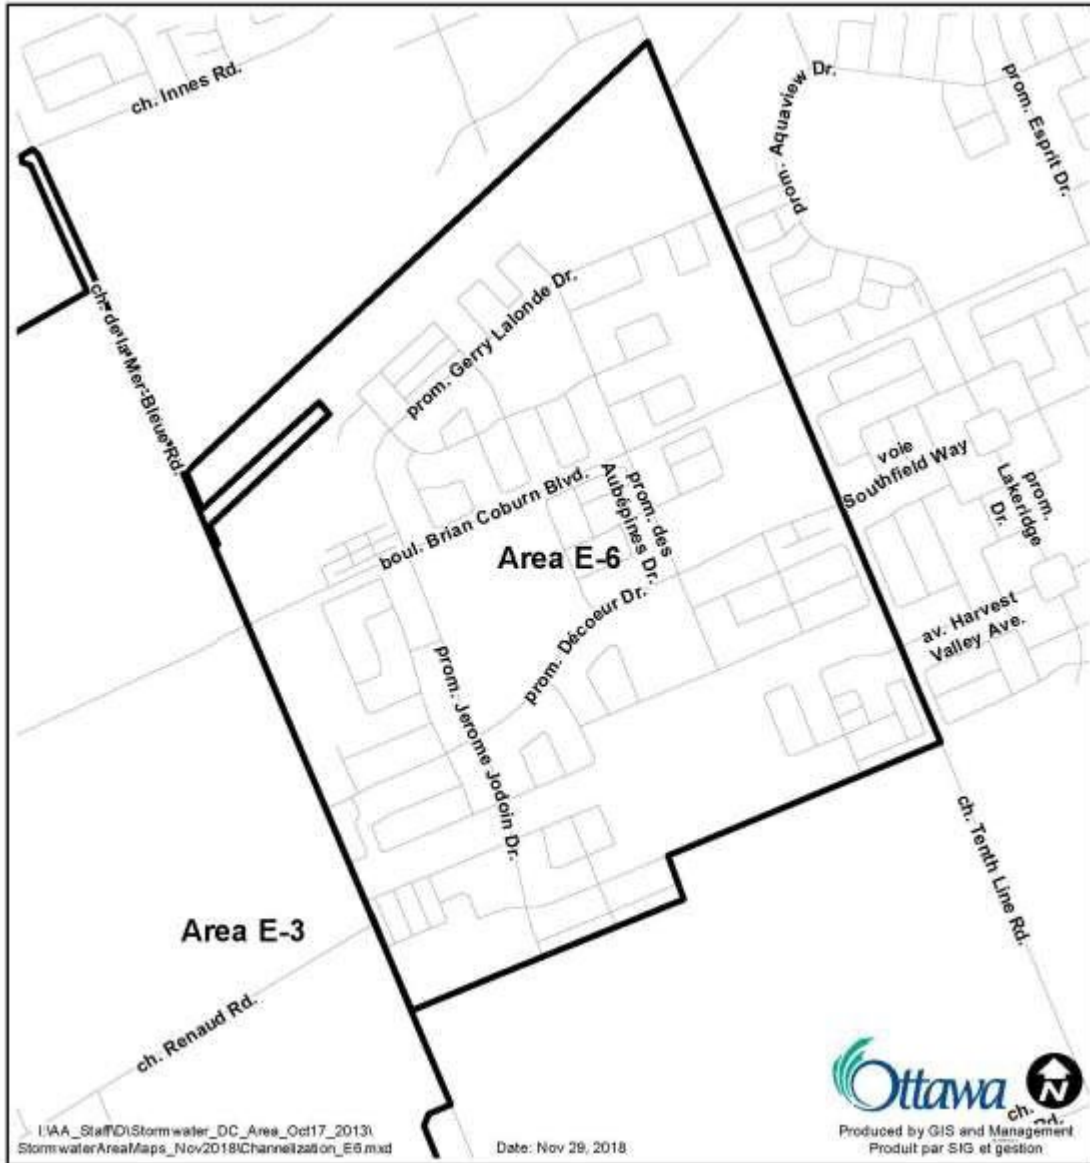 ch. Innes Rd.
prom. Aquaview Dr.
prom. Esprit Dr.
ch. de la Mer-Bleue Rd.
prom. Gerry Lalonde Dr.
boul. Brian Coburn Blvd.
voie
Southfield Way
prom.
Lakeridge
Dr.
prom. des
Aubépines Dr.
Area E-6
prom. Décoeur Dr.
av. Harvest
Valley Ave.
prom. Jerome Jodoin Dr.
ch. Tenth Line Rd.
Area E-3
ch. Renaud Rd.
Ottawa
N
ch.
Rd.
I:\AA_Staff\D\Stormwater_DC_Area_Oct17_2013\
StormwaterAreaMaps_Nov2018\Channelization_E6.mxd
Date: Nov 29, 2018
Produced by GIS and Management
Produit par SIG et gestion